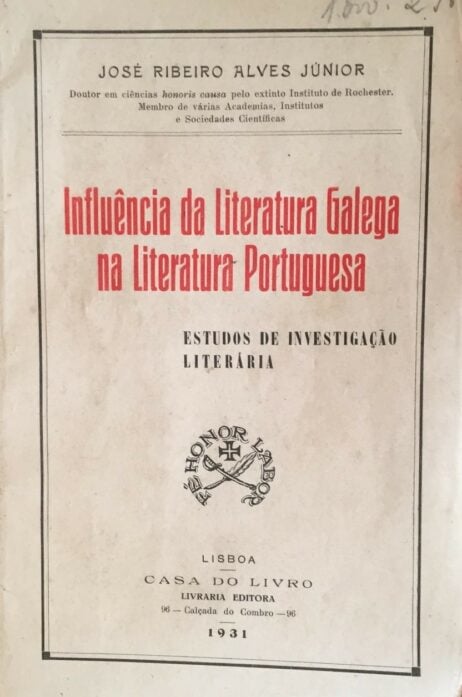 JOSÉ RIBEIRO ALVES JÚNIOR
Doutor em ciências honoris causa pelo extinto Instituto de Rochester.
Membro de várias Academias, Institutos
e Sociedades Científicas
Influência da Literatura Galega
na Literatura Portuguesa
ESTUDOS DE INVESTIGAÇÃO
LITERÁRIA
FÉ HONOR LABOR
LISBOA
CASA DO LIVRO
LIVRARIA EDITORA
96 — Calçada do Combro — 96
1931